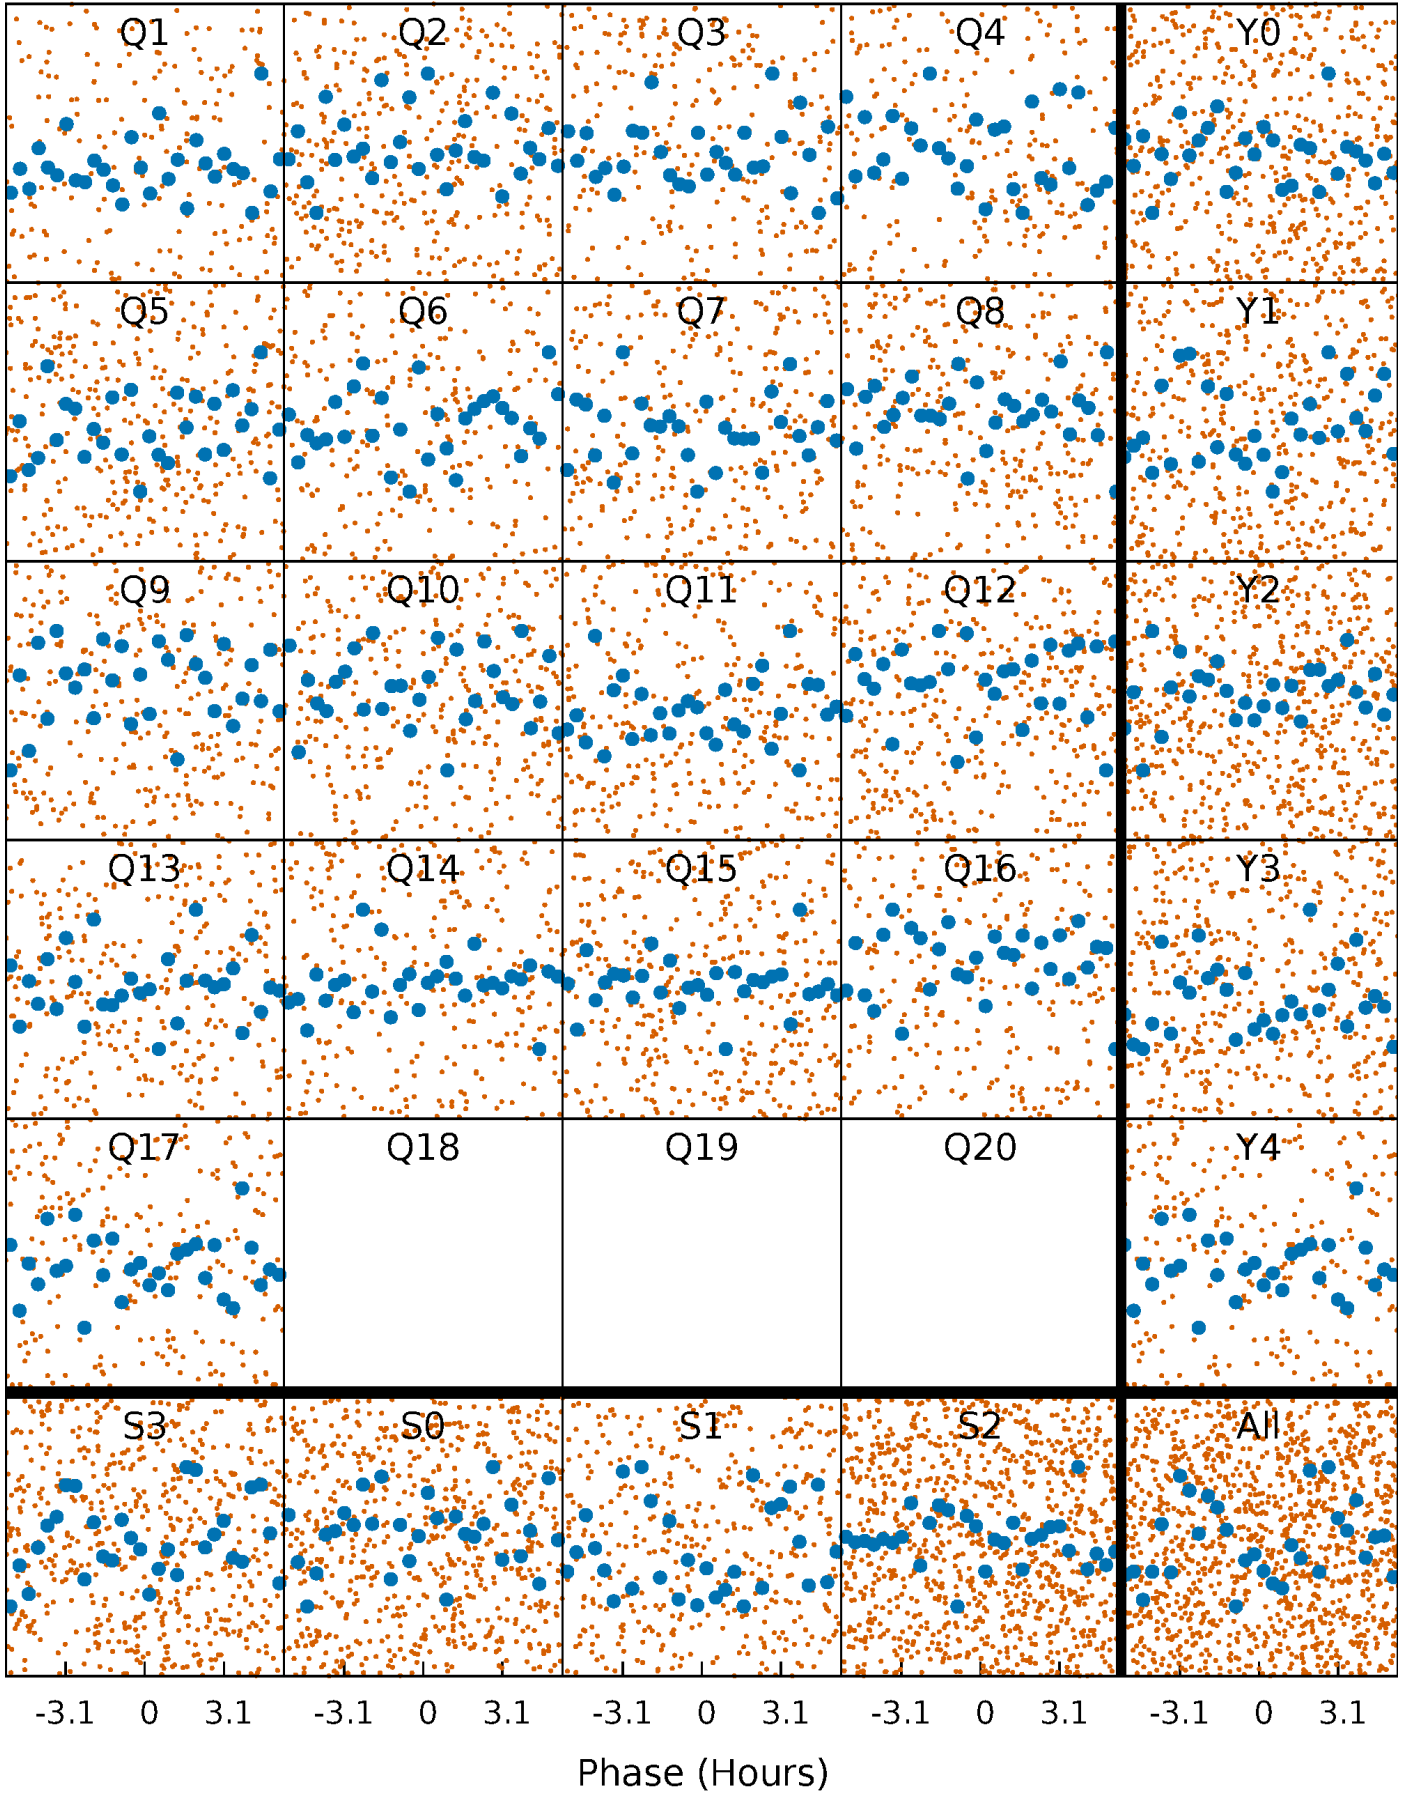 Q1 Q2 Q3 Q4 Y0
Q5 Q6 Q7 Q8 Y1
Q9 Q10 Q11 Q12 Y2
Q13 Q14 Q15 Q16 Y3
Q17 Q18 Q19 Q20 Y4
S3 S0 S1 S2 All
-3.1 0 3.1 -3.1 0 3.1 -3.1 0 3.1 -3.1 0 3.1 -3.1 0 3.1
Phase (Hours)